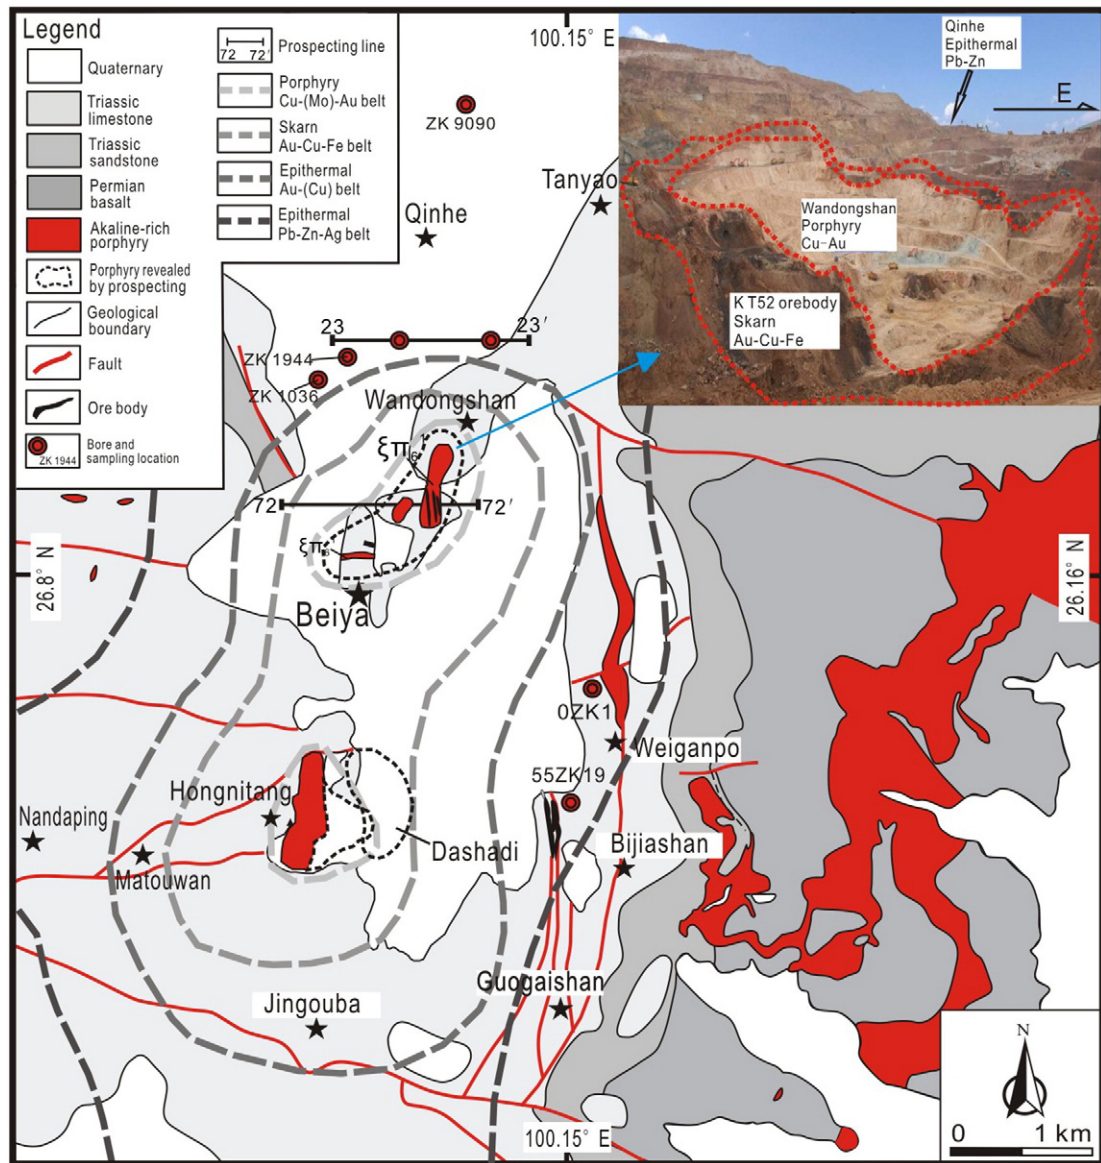 Legend
Quaternary
Triassic
limestone
Triassic
sandstone
Permian
basalt
Akaline-rich
porphyry
Porphyry revealed
by prospecting
Geological
boundary
Fault
Ore body
Bore and
sampling location
ZK 1944
72 72′
Prospecting line
Porphyry
Cu-(Mo)-Au belt
Skarn
Au-Cu-Fe belt
Epithermal
Au-(Cu) belt
Epithermal
Pb-Zn-Ag belt
100.15° E
ZK 9090
Qinhe
Tanyao
Qinhe
Epithermal
Pb-Zn
E
Wandongshan
Porphyry
Cu-Au
K T52 orebody
Skarn
Au-Cu-Fe
23 23′
ZK 1944
ZK 1036
Wandongshan
ξπ6
72 72′
ξπ
26.8° N
26.16° N
Beiya
0ZK1
Weiganpo
55ZK19
Hongnitang
Nandaping
Matouwan
Dashadi
Bijiashan
Guogaishan
Jingouba
100.15° E
N
0 1 km